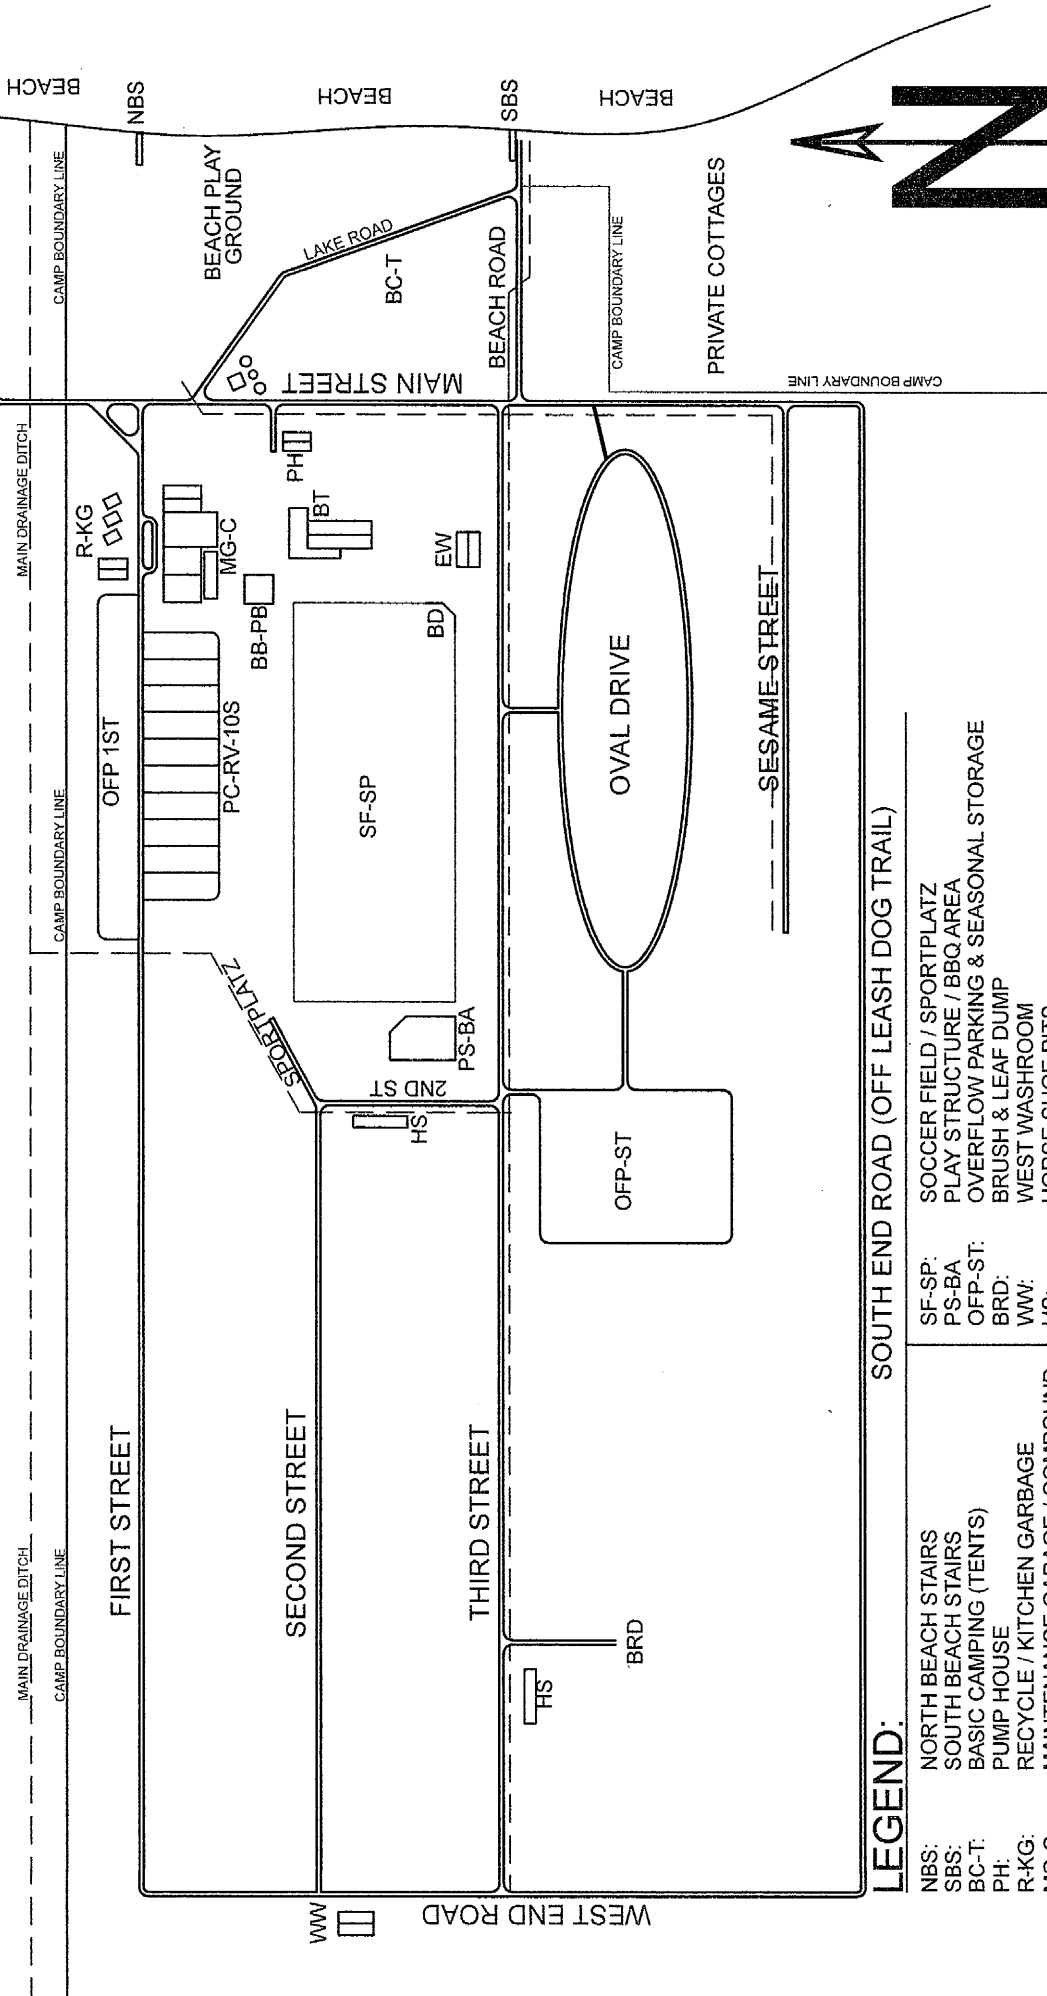 MAIN DRAINAGE DITCH
CAMP BOUNDARY LINE
MAIN DRAINAGE DITCH
CAMP BOUNDARY LINE
CAMP BOUNDARY LINE
BEACH
NBS
BEACH
SBS
BEACH
BEACH PLAY
GROUND
LAKE ROAD
BC-T
BEACH ROAD
MAIN STREET
CAMP BOUNDARY LINE
PRIVATE COTTAGES
CAMP BOUNDARY LINE
N
R-KG
MG-C
PH
BT
EW
BB-PB
BD
OFP 1ST
PC-RV-10S
SF-SP
SPORTPLATZ
PS-BA
2ND ST
HS
OVAL DRIVE
SESAME STREET
OFP-ST
FIRST STREET
SECOND STREET
THIRD STREET
BRD
HS
WW
WEST END ROAD
SOUTH END ROAD (OFF LEASH DOG TRAIL)
LEGEND:
NBS: NORTH BEACH STAIRS
SBS: SOUTH BEACH STAIRS
BC-T: BASIC CAMPING (TENTS)
PH: PUMP HOUSE
R-KG: RECYCLE / KITCHEN GARBAGE
SF-SP: SOCCER FIELD / SPORTPLATZ
PS-BA PLAY STRUCTURE / BBQ AREA
OFP-ST: OVERFLOW PARKING & SEASONAL STORAGE
BRD: BRUSH & LEAF DUMP
WW: WEST WASHROOM